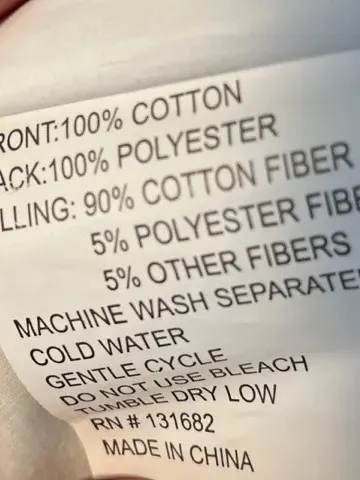 RONT:100% COTTON
ACK:100% POLYESTER
LLING: 90% COTTON FIBER
5% POLYESTER FIBE
5% OTHER FIBERS
MACHINE WASH SEPARATE
COLD WATER
GENTLE CYCLE
DO NOT USE BLEACH
TUMBLE DRY LOW
RN # 131682
MADE IN CHINA